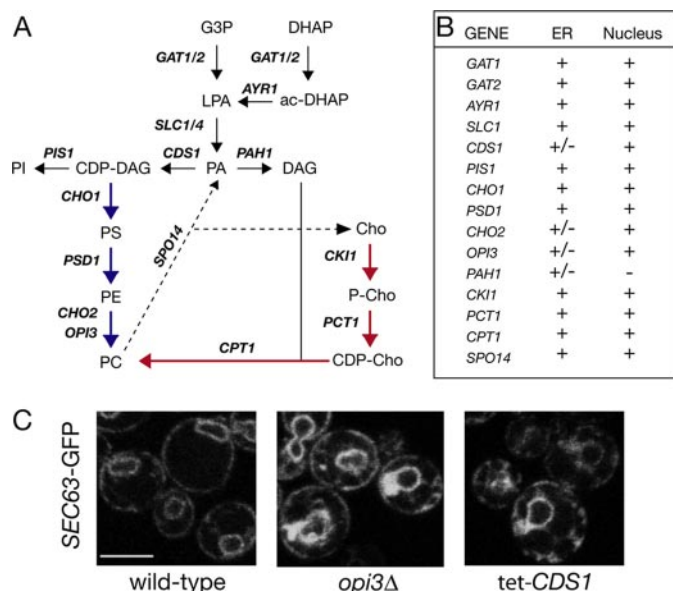 A
G3P DHAP
GAT1/2 GAT1/2
AYR1
LPA ac-DHAP
SLC1/4
PIS1 CDS1 PAH1
PI CDP-DAG PA DAG
CHO1
PS
SPO14
Cho
PSD1
CKI1
PE
P-Cho
CHO2
OPI3
PCT1
CPT1
PC CDP-Cho
B
GENE ER Nucleus
GAT1 + +
GAT2 + +
AYR1 + +
SLC1 + +
CDS1 +/- +
PIS1 + +
CHO1 + +
PSD1 + +
CHO2 +/- +
OPI3 +/- +
PAH1 +/- -
CKI1 + +
PCT1 + +
CPT1 + +
SPO14 + +
C
SEC63-GFP
wild-type opi3Δ tet-CDS1